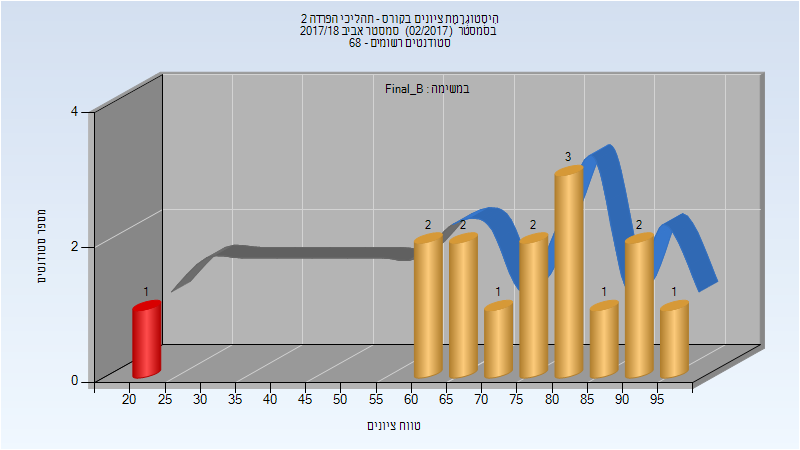 היסטוגרמת ציונים בקורס - תהליכי הפרדה 2
בסמסטר (02/2017) סמסטר אביב 2017/18
סטודנטים רשומים - 68
במשימה : Final_B
מספר סטודנטים
4
2
0
1
2
2
1
2
3
1
2
1
20 25 30 35 40 45 50 55 60 65 70 75 80 85 90 95
טווח ציונים